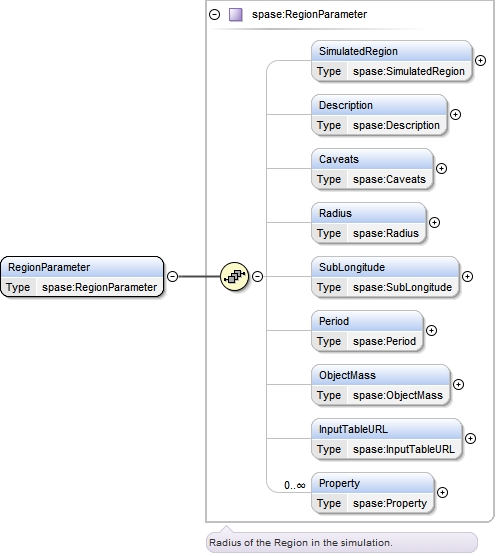 spase:RegionParameter
SimulatedRegion
Type spase:SimulatedRegion
Description
Type spase:Description
Caveats
Type spase:Caveats
Radius
Type spase:Radius
RegionParameter
Type spase:RegionParameter
SubLongitude
Type spase:SubLongitude
Period
Type spase:Period
ObjectMass
Type spase:ObjectMass
InputTableURL
Type spase:InputTableURL
0..∞
Property
Type spase:Property
Radius of the Region in the simulation.